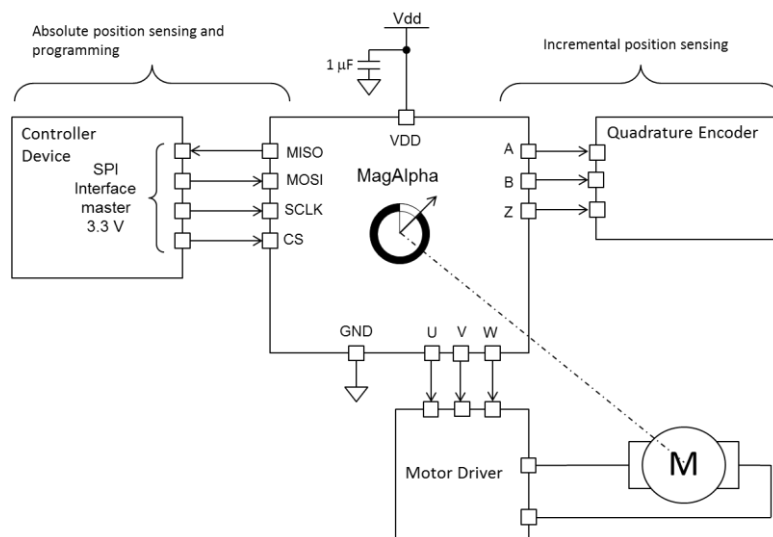 Absolute position sensing and
programming
Vdd
1 μF
Incremental position sensing
Controller
Device
SPI
Interface
master
3.3 V
MISO
MOSI
SCLK
CS
VDD
MagAlpha
A
B
Z
Quadrature Encoder
GND
U
V
W
Motor Driver
M